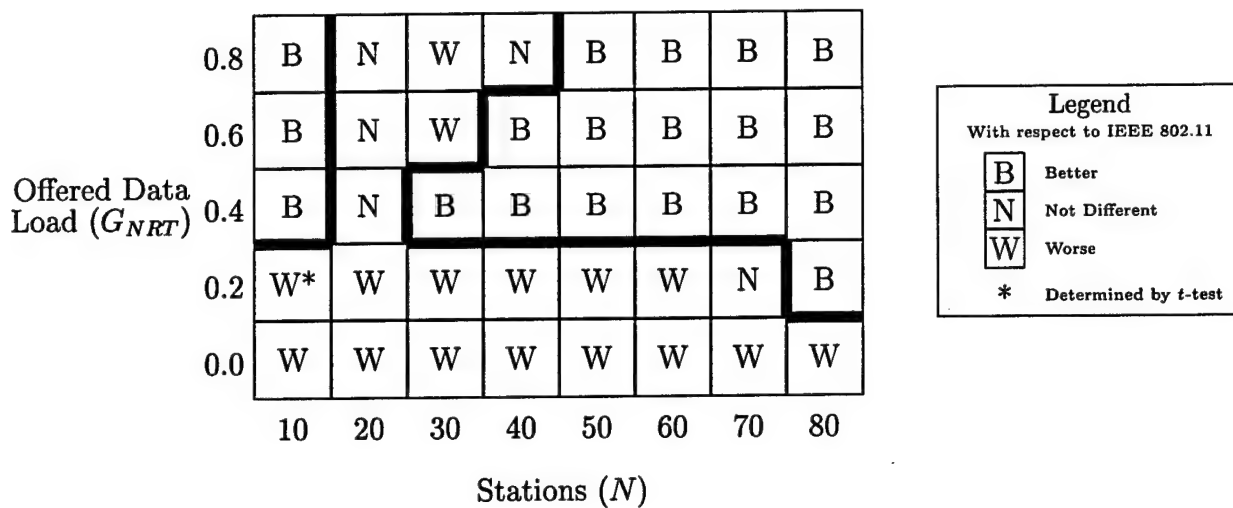 0.8 B N W N B B B B
0.6 B N W B B B B B
Offered Data
Load (G_NRT) 0.4 B N B B B B B B
0.2 W* W W W W W N B
0.0 W W W W W W W W
10 20 30 40 50 60 70 80
Stations (N)
Legend
With respect to IEEE 802.11
B Better
N Not Different
W Worse
* Determined by t-test